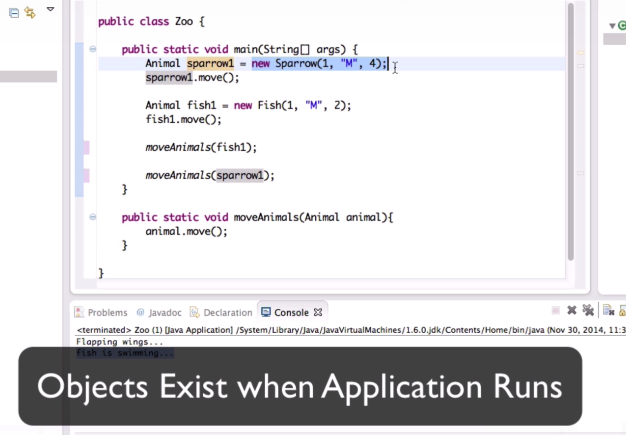 public class Zoo {
public static void main(String[] args) {
Animal sparrow1 = new Sparrow(1, "M", 4);
sparrow1.move();
Animal fish1 = new Fish(1, "M", 2);
fish1.move();
moveAnimals(fish1);
moveAnimals(sparrow1);
}
public static void moveAnimals(Animal animal){
animal.move();
}
}
Problems @ Javadoc Declaration Console
<terminated> Zoo (1) [Java Application] /System/Library/Java/JavaVirtualMachines/1.6.0.jdk/Contents/Home/bin/java (Nov 30, 2014, 11:3
Flapping wings...
fish is swimming...
Objects Exist when Application Runs